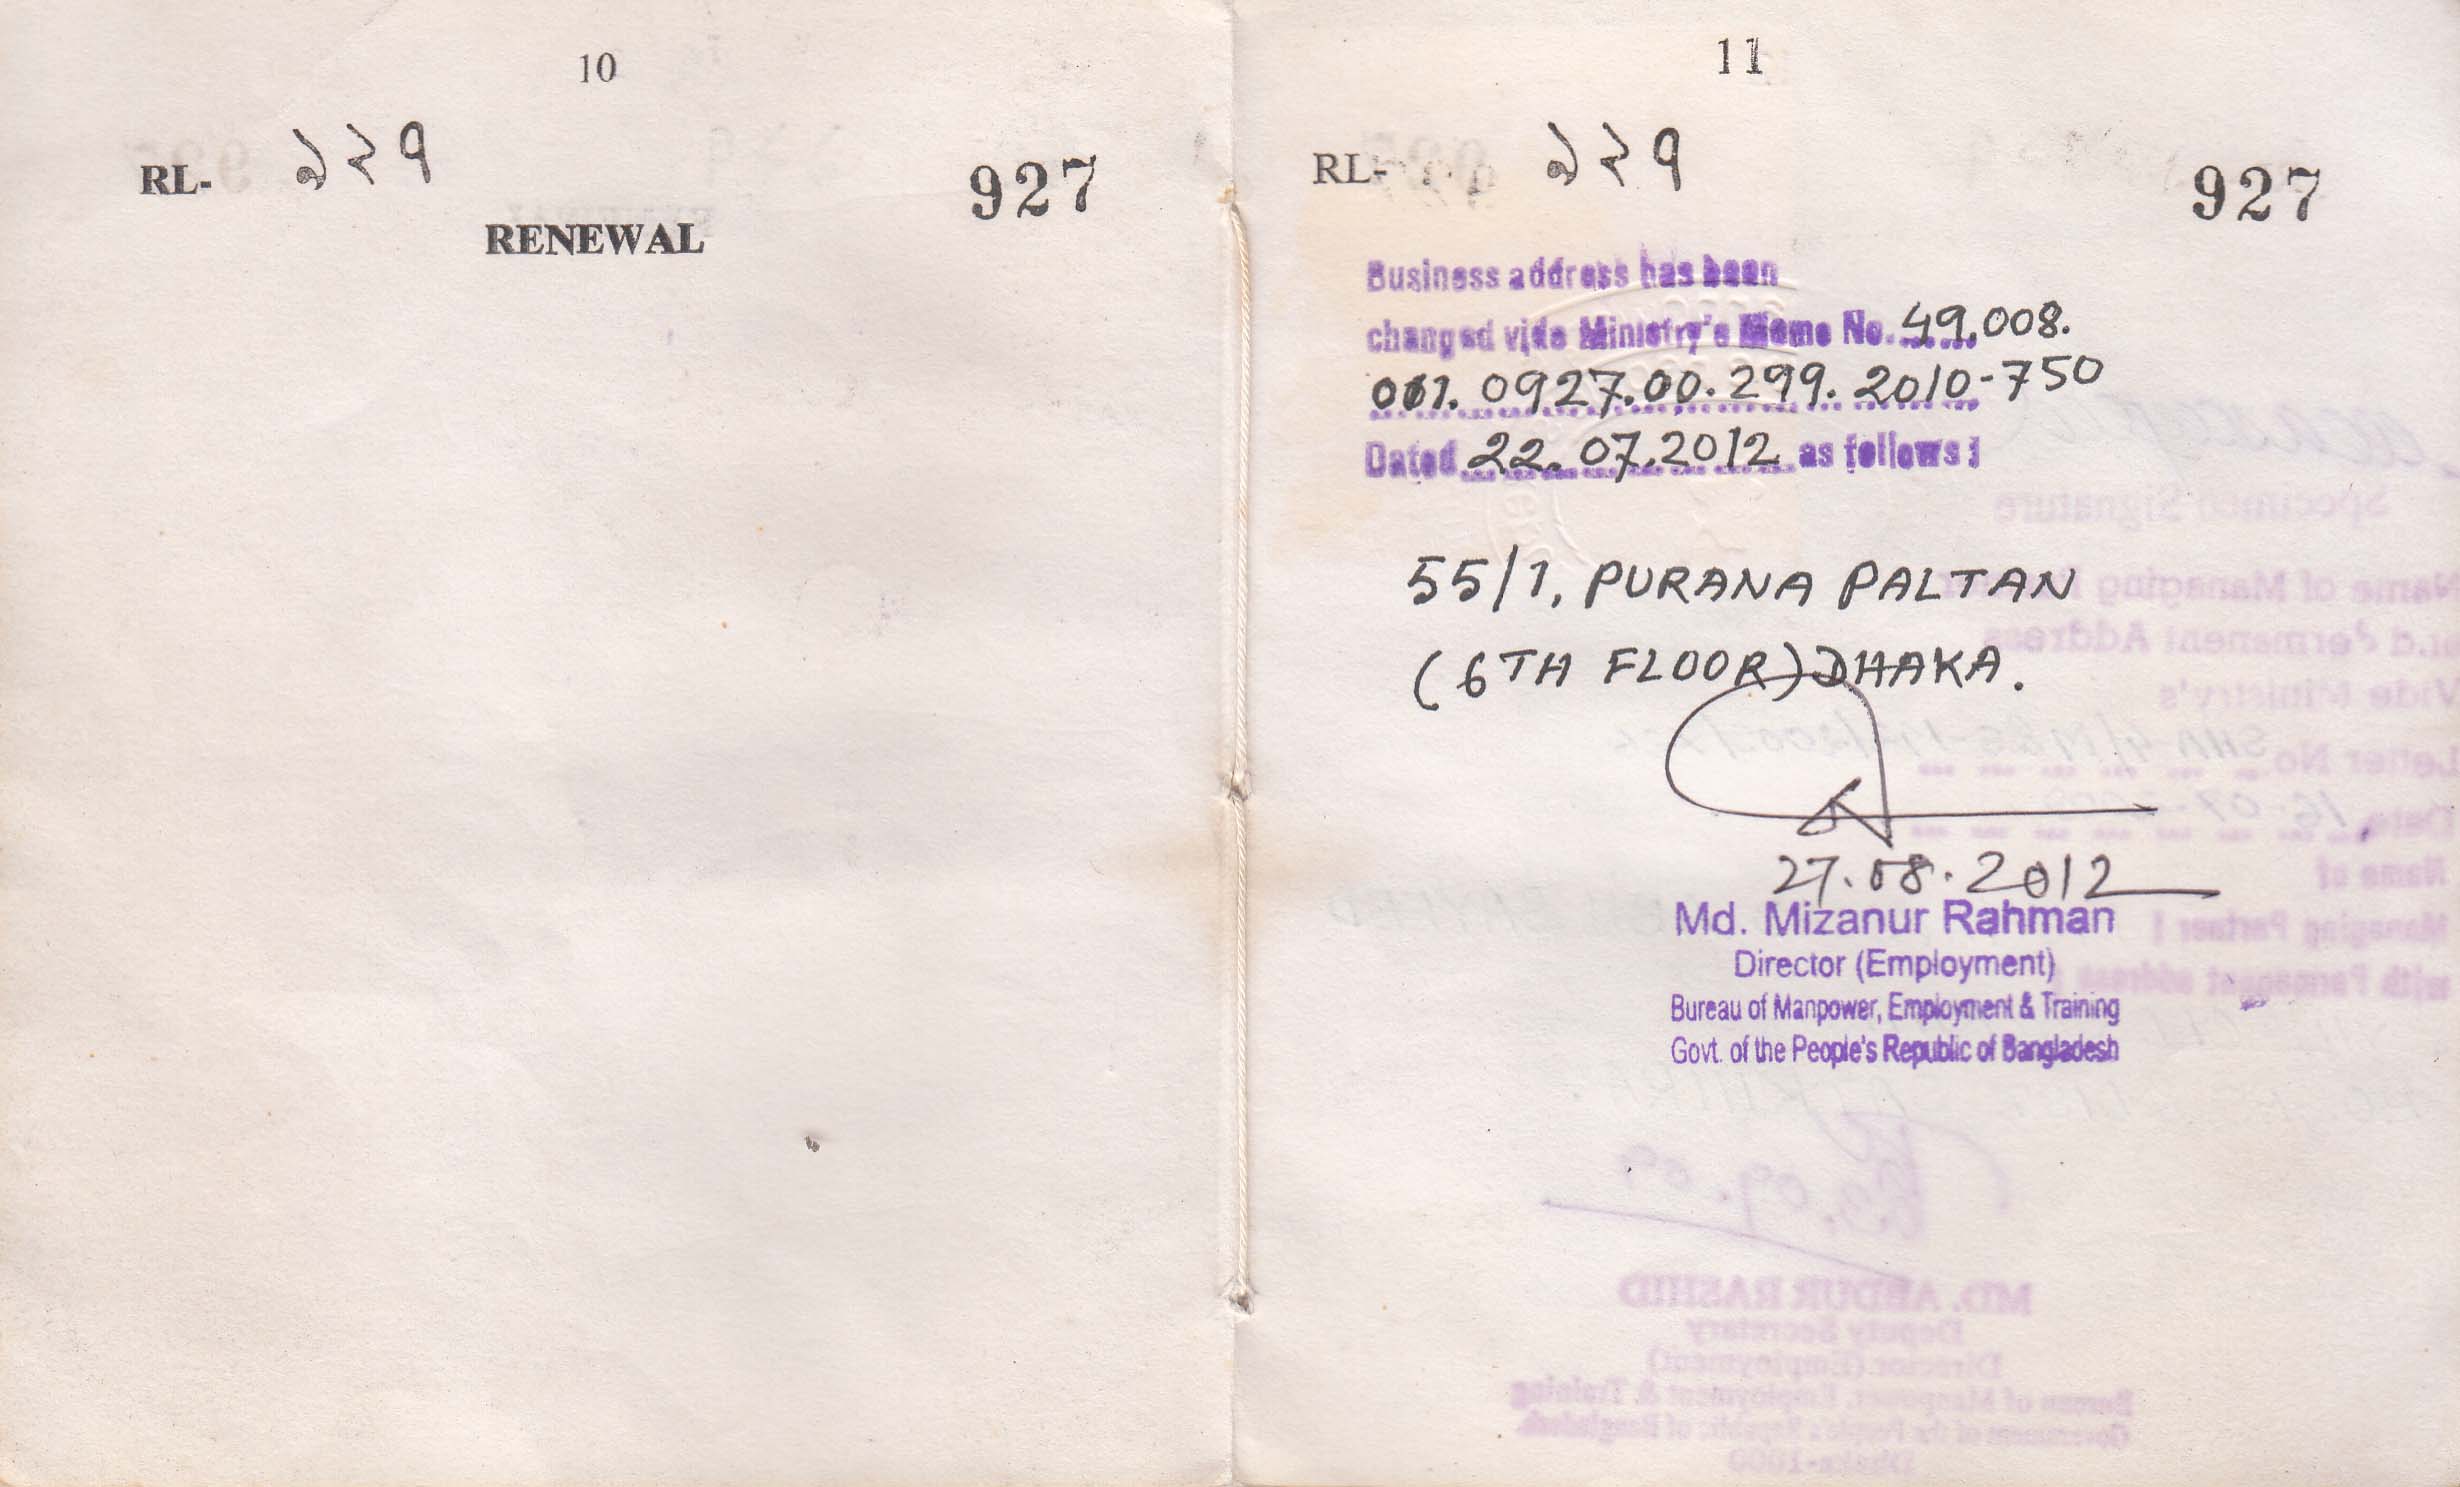 10
RL- ৯২৭
927
RENEWAL
11
RL- ৯২৭
927
Business address has been
changed vide Ministry's Memo No. 49.008.
001. 0927.00.299.2010-750
Dated 22.07.2012 as follows :
55/1, PURANA PALTAN
(6TH FLOOR) DHAKA.
27.08.2012
Md. Mizanur Rahman
Director (Employment)
Bureau of Manpower, Employment & Training
Govt. of the People's Republic of Bangladesh